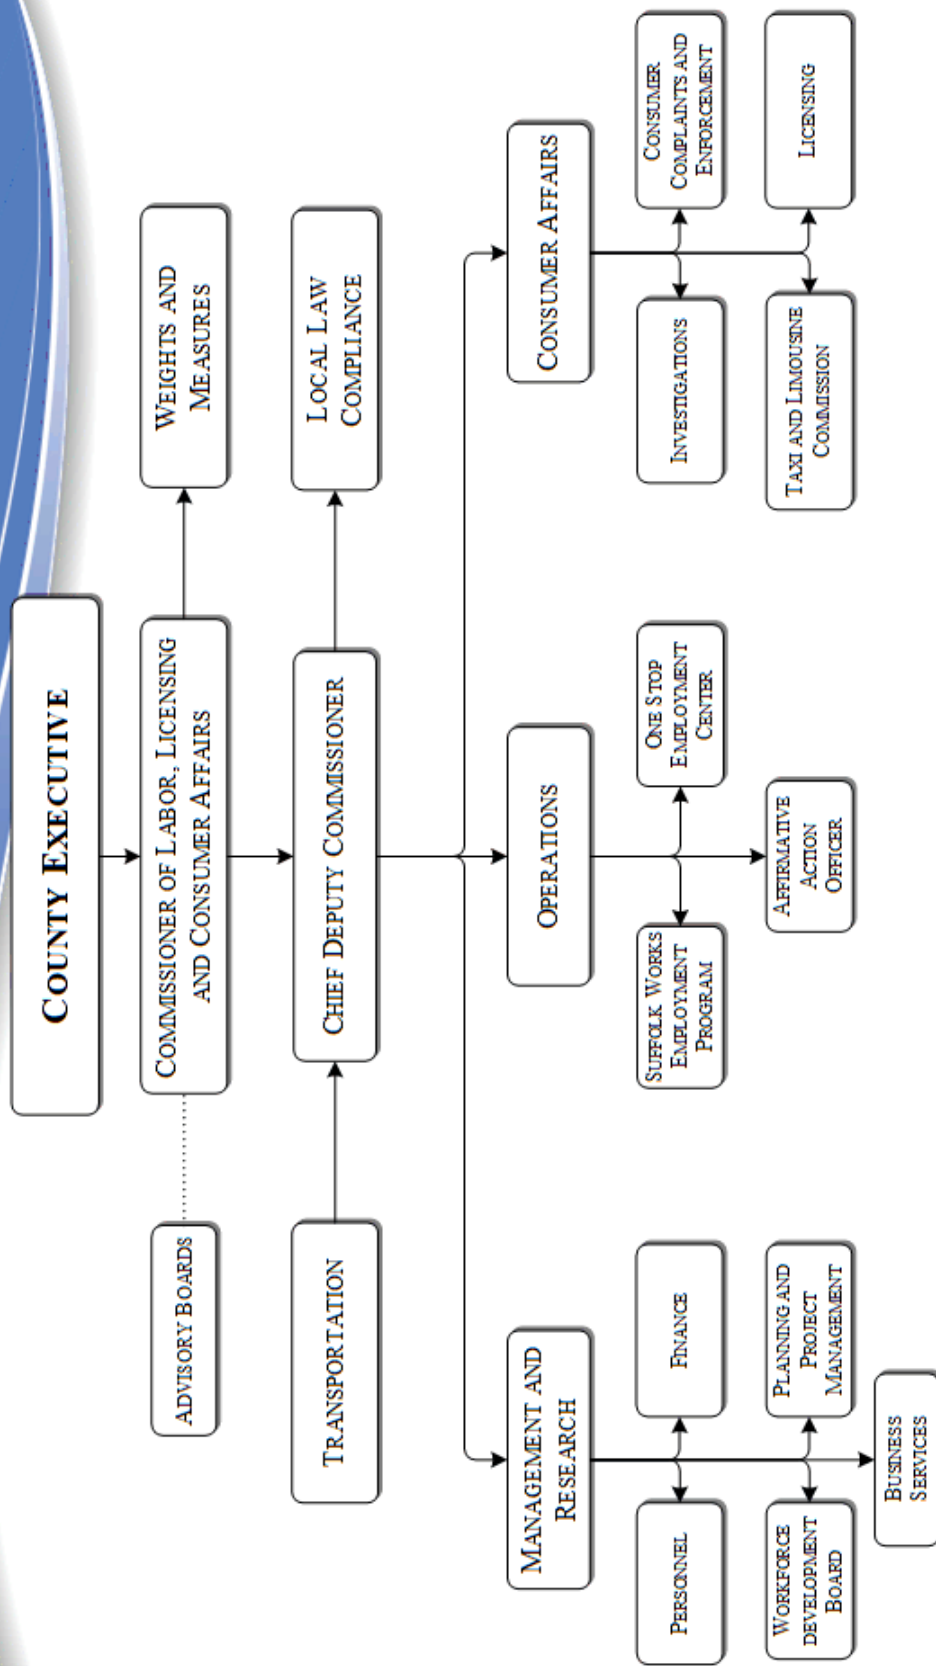 COUNTY EXECUTIVE
ADVISORY BOARDS
COMMISSIONER OF LABOR, LICENSING
AND CONSUMER AFFAIRS
WEIGHTS AND
MEASURES
TRANSPORTATION
CHIEF DEPUTY COMMISSIONER
LOCAL LAW
COMPLIANCE
MANAGEMENT AND
RESEARCH
OPERATIONS
CONSUMER AFFAIRS
PERSONNEL
FINANCE
WORKFORCE
DEVELOPMENT
BOARD
PLANNING AND
PROJECT
MANAGEMENT
BUSINESS
SERVICES
SUFFOLK WORKS
EMPLOYMENT
PROGRAM
ONE STOP
EMPLOYMENT
CENTER
AFFIRMATIVE
ACTION
OFFICER
INVESTIGATIONS
CONSUMER
COMPLAINTS AND
ENFORCEMENT
TAXI AND LIMOUSINE
COMMISSION
LICENSING